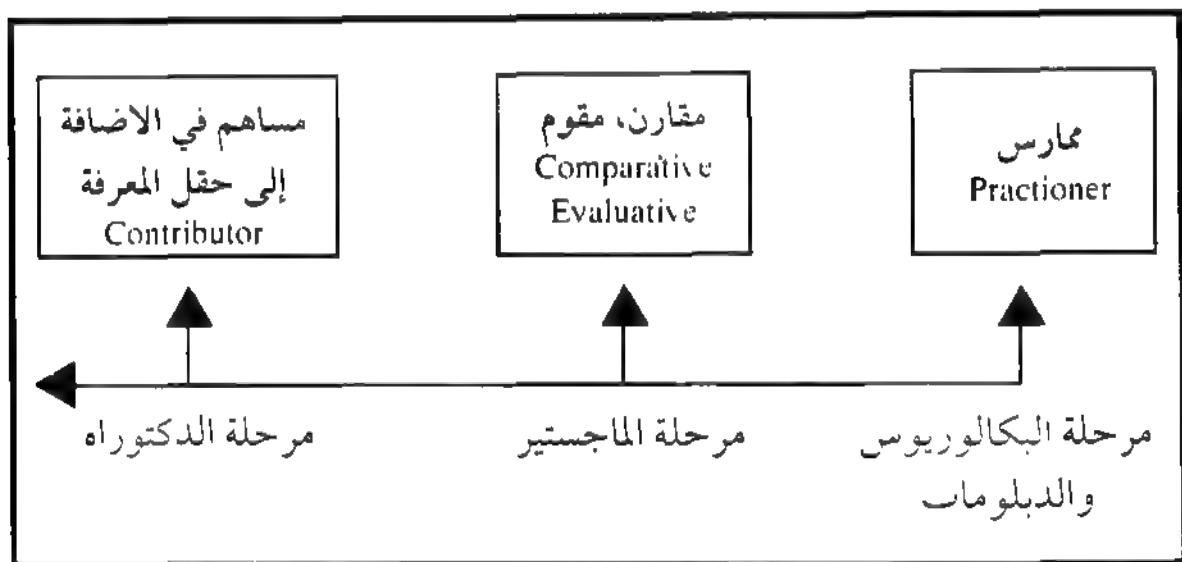 ممارس
Practioner
مقارن، مقوم
Comparative
Evaluative
مساهم في الاضافة
إلى حقل المعرفة
Contributor
مرحلة البكالوريوس
والدبلومات
مرحلة الماجستير
مرحلة الدكتوراه